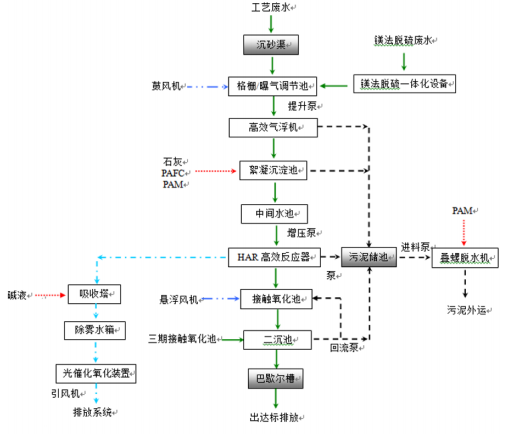 工艺废水
沉砂渠
镁法脱硫废水
鼓风机
格栅/曝气调节池
镁法脱硫一体化设备
提升泵
高效气浮机
石灰
PAFC
PAM
絮凝沉淀池
中间水池
PAM
增压泵
进料泵
HAR高效反应器
污泥储池
叠螺脱水机
泵
碱液
吸收塔
悬浮风机
接触氧化池
污泥外运
除雾水箱
三期接触氧化池
二沉池
回流泵
光催化氧化装置
巴歇尔槽
引风机
排放系统
出达标排放